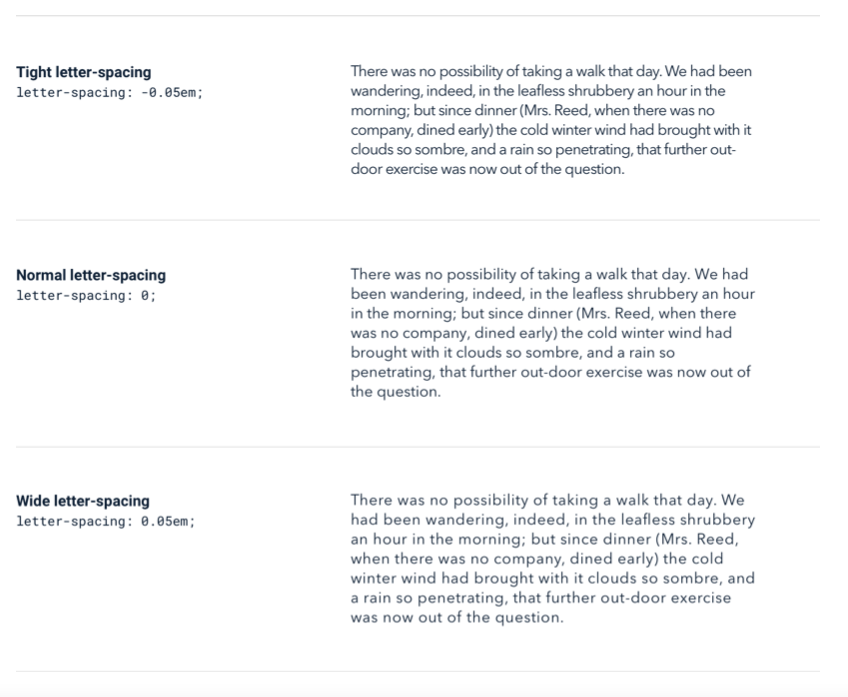 Tight letter-spacing
letter-spacing: -0.05em;
There was no possibility of taking a walk that day. We had been
wandering, indeed, in the leafless shrubbery an hour in the
morning; but since dinner (Mrs. Reed, when there was no
company, dined early) the cold winter wind had brought with it
clouds so sombre, and a rain so penetrating, that further out-
door exercise was now out of the question.
Normal letter-spacing
letter-spacing: 0;
There was no possibility of taking a walk that day. We had
been wandering, indeed, in the leafless shrubbery an hour
in the morning; but since dinner (Mrs. Reed, when there
was no company, dined early) the cold winter wind had
brought with it clouds so sombre, and a rain so
penetrating, that further out-door exercise was now out of
the question.
Wide letter-spacing
letter-spacing: 0.05em;
There was no possibility of taking a walk that day. We
had been wandering, indeed, in the leafless shrubbery
an hour in the morning; but since dinner (Mrs. Reed,
when there was no company, dined early) the cold
winter wind had brought with it clouds so sombre, and
a rain so penetrating, that further out-door exercise
was now out of the question.